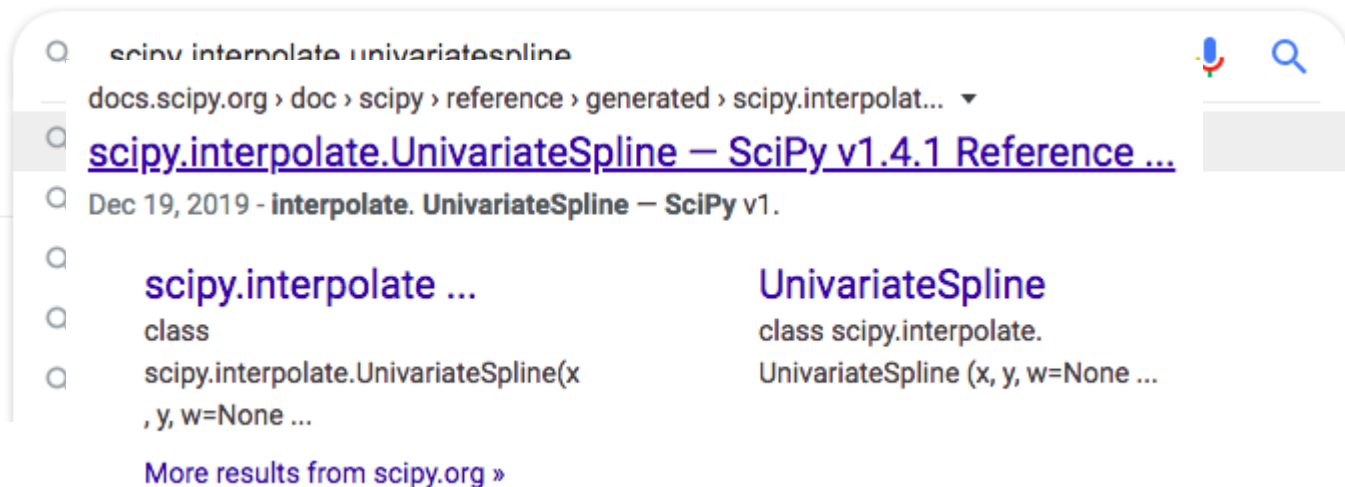 scipy interpolate univariatespline
docs.scipy.org › doc › scipy › reference › generated › scipy.interpolat...
scipy.interpolate.UnivariateSpline — SciPy v1.4.1 Reference ...
Dec 19, 2019 - interpolate. UnivariateSpline — SciPy v1.
scipy.interpolate ...
class
scipy.interpolate.UnivariateSpline(x
, y, w=None ...
UnivariateSpline
class scipy.interpolate.
UnivariateSpline (x, y, w=None ...
More results from scipy.org »